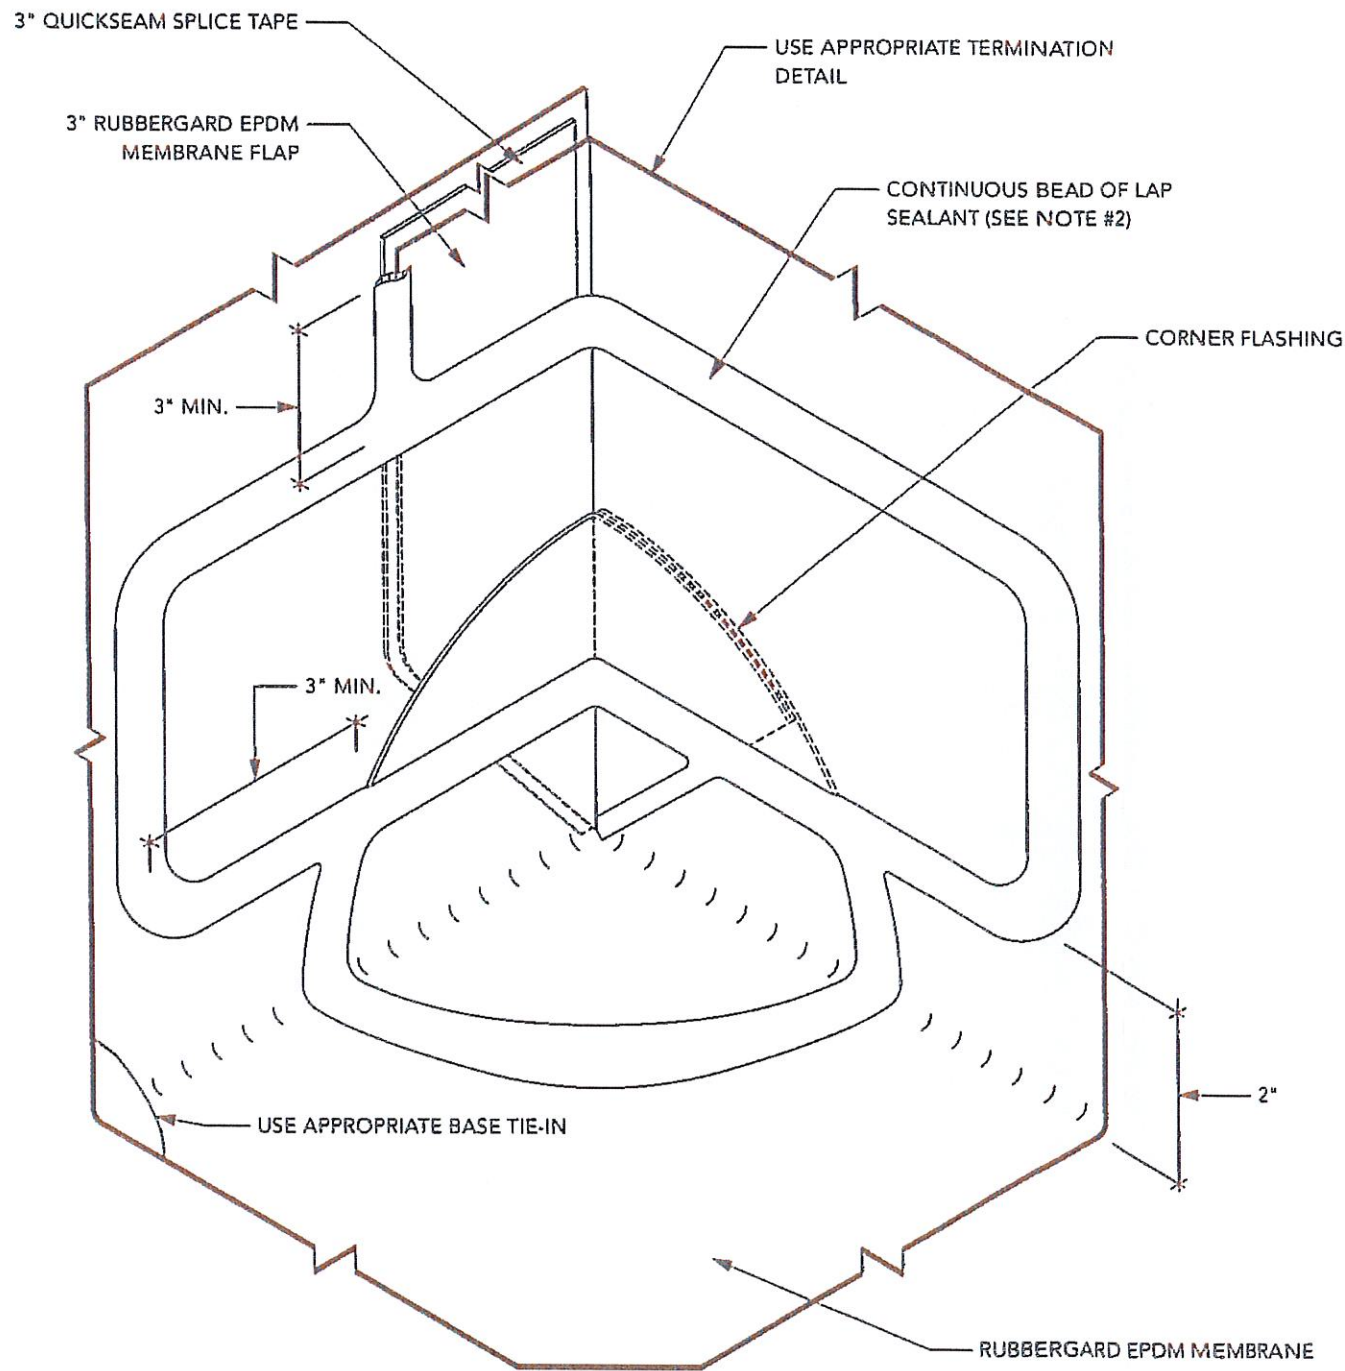 3" QUICKSEAM SPLICE TAPE
USE APPROPRIATE TERMINATION
DETAIL
3" RUBBERGARD EPDM
MEMBRANE FLAP
CONTINUOUS BEAD OF LAP
SEALANT (SEE NOTE #2)
CORNER FLASHING
3" MIN.
3" MIN.
2"
USE APPROPRIATE BASE TIE-IN
RUBBERGARD EPDM MEMBRANE